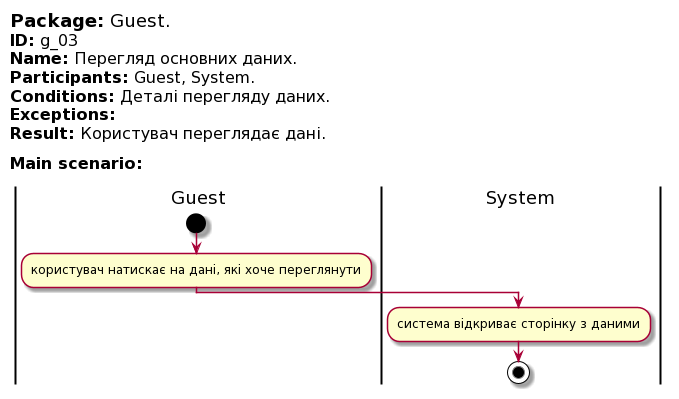 Package: Guest.
ID: g_03
Name: Перегляд основних даних.
Participants: Guest, System.
Conditions: Деталі перегляду даних.
Exceptions:
Result: Користувач переглядає дані.
Main scenario:
Guest
System
користувач натискає на дані, які хоче переглянути
система відкриває сторінку з даними